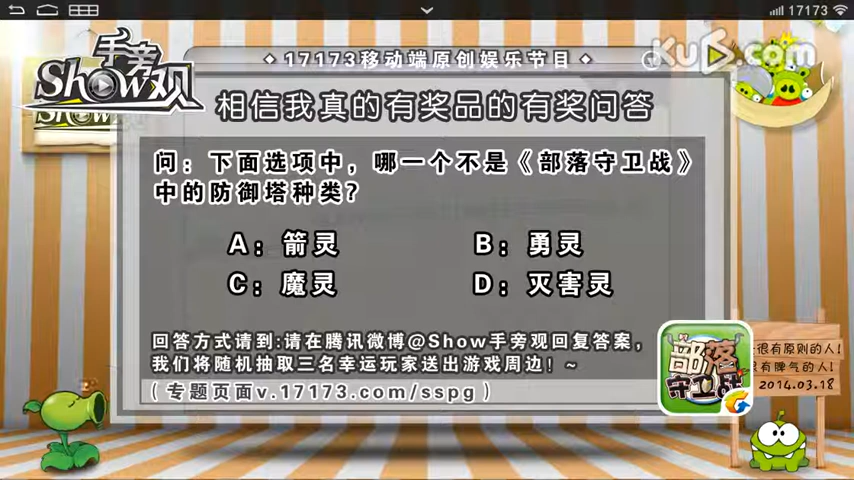 17173
手旁观
Show
17173移动端原创娱乐节目
Ku6.com
相信我真的有奖品的有奖问答
问：下面选项中，哪一个不是《部落守卫战》
中的防御塔种类？
A：箭灵
B：勇灵
C：魔灵
D：灭害灵
回答方式请到:请在腾讯微博@Show手旁观回复答案，
我们将随机抽取三名幸运玩家送出游戏周边！~
（专题页面v.17173.com/sspg）
部落
守卫战
很有原则的人!
有脾气的人!
2014.03.18